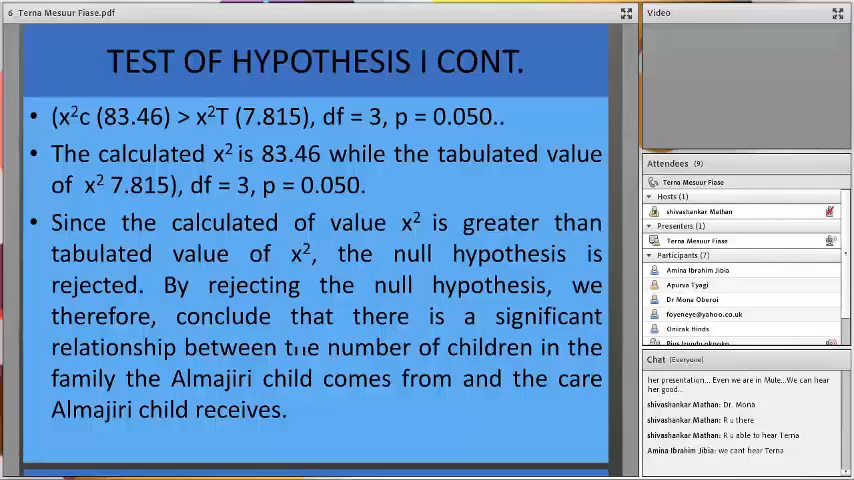 6_Terna Mesuur Fiase.pdf
TEST OF HYPOTHESIS I CONT.
• (x²c (83.46) > x²T (7.815), df = 3, p = 0.050..
• The calculated x² is 83.46 while the tabulated value
of x² 7.815), df = 3, p = 0.050.
• Since the calculated of value x² is greater than
tabulated value of x², the null hypothesis is
rejected. By rejecting the null hypothesis, we
therefore, conclude that there is a significant
relationship between the number of children in the
family the Almajiri child comes from and the care
Almajiri child receives.
Video
Attendees (9)
Terna Mesuur Fiase
Hosts (1)
shivashankar Mathan
Presenters (1)
Terna Mesuur Fiase
Participants (7)
Amina Ibrahim Jibia
Apurva Tyagi
Dr Mona Oberoi
foyeneye@yahoo.co.uk
Onicak Hinds
Chat (Everyone)
her presentation... Even we are in Mute...We can hear
her good...
shivashankar Mathan: Dr. Mona
shivashankar Mathan: R u there
shivashankar Mathan: R u able to hear Terna
Amina Ibrahim Jibia: we cant hear Terna